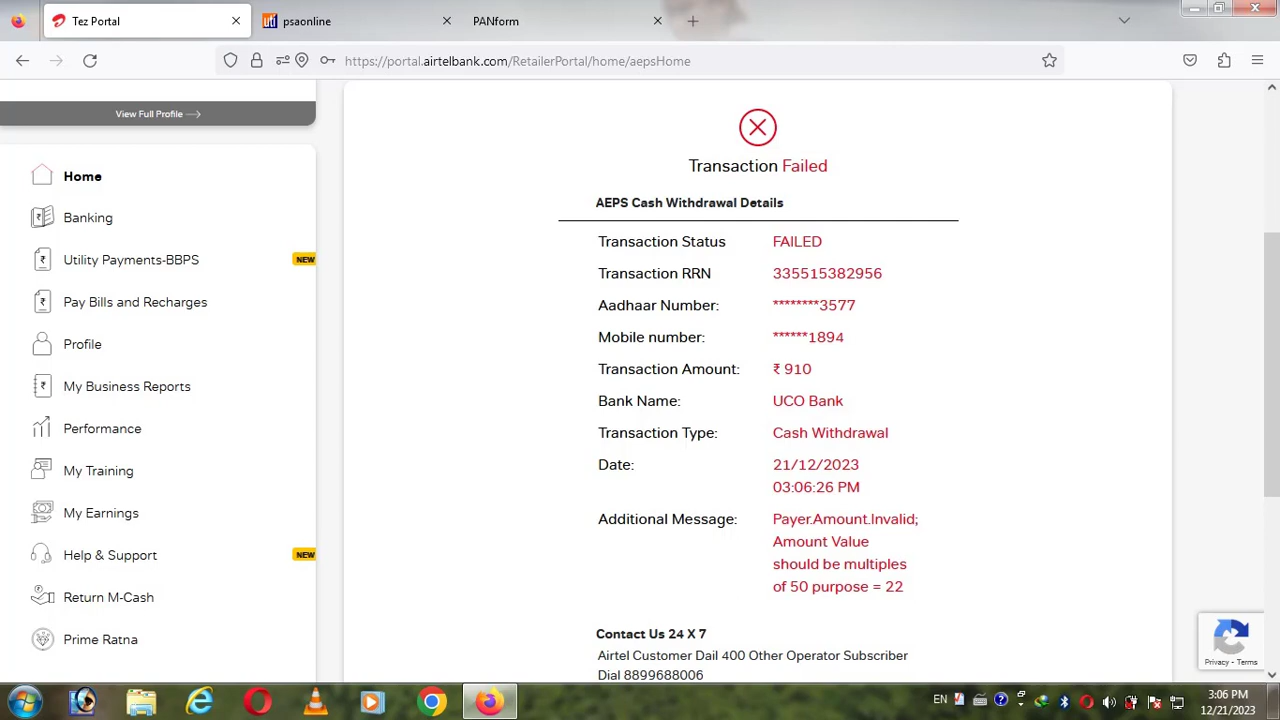 Tez Portal
uti psaonline
PANform
https://portal.airtelbank.com/RetailerPortal/home/aepsHome
View Full Profile
Home
Banking
Utility Payments-BBPS NEW
Pay Bills and Recharges
Profile
My Business Reports
Performance
My Training
My Earnings
Help & Support NEW
Return M-Cash
Prime Ratna
Transaction Failed
AEPS Cash Withdrawal Details
Transaction Status FAILED
Transaction RRN 335515382956
Aadhaar Number: ********3577
Mobile number: ******1894
Transaction Amount: ₹ 910
Bank Name: UCO Bank
Transaction Type: Cash Withdrawal
Date: 21/12/2023
03:06:26 PM
Additional Message: Payer.Amount.Invalid;
Amount Value
should be multiples
of 50 purpose = 22
Contact Us 24 X 7
Airtel Customer Dail 400 Other Operator Subscriber
Dial 8899688006
Privacy - Terms
EN
3:06 PM
12/21/2023